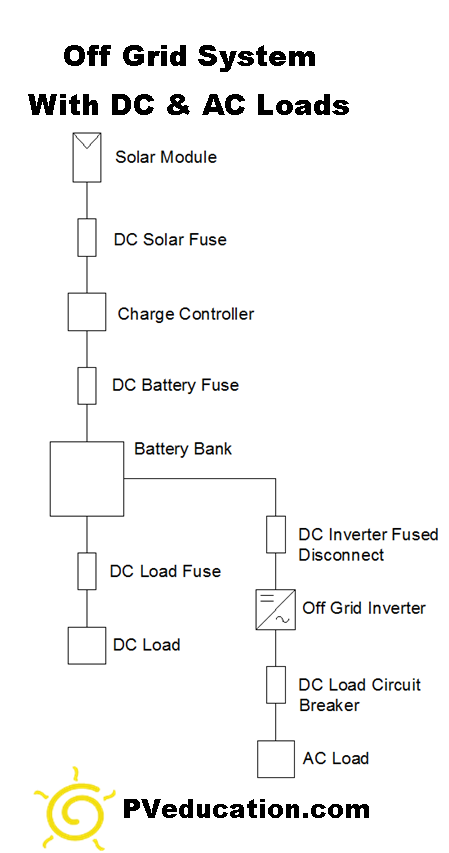 Off Grid System
With DC & AC Loads
Solar Module
DC Solar Fuse
Charge Controller
DC Battery Fuse
Battery Bank
DC Inverter Fused
Disconnect
DC Load Fuse
Off Grid Inverter
DC Load
DC Load Circuit
Breaker
AC Load
PVeducation.com